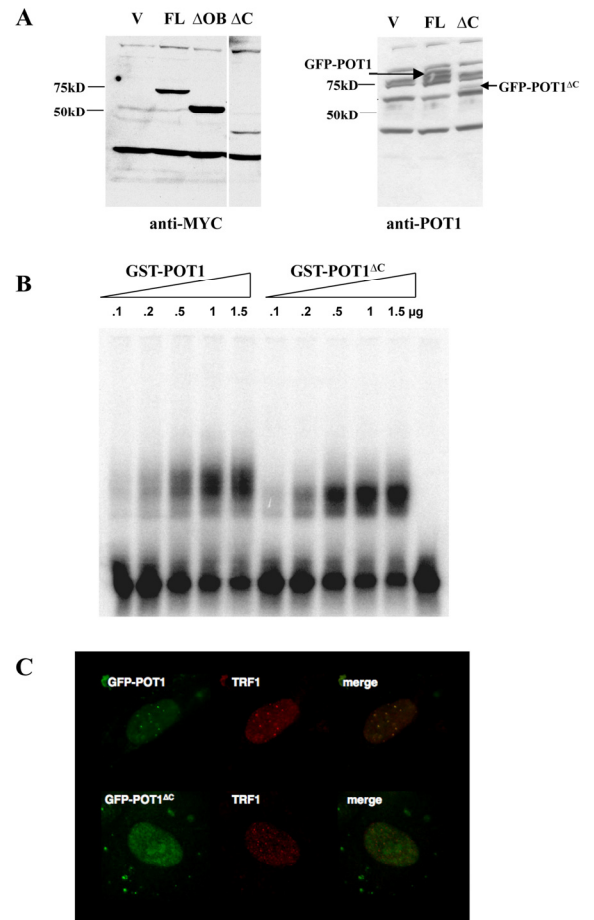 A
V FL ΔOB ΔC
75kD
50kD
anti-MYC
V FL ΔC
GFP-POT1
75kD
50kD
GFP-POT1ΔC
anti-POT1
B
GST-POT1 GST-POT1ΔC
.1 .2 .5 1 1.5 .1 .2 .5 1 1.5 µg
C
GFP-POT1 TRF1 merge
GFP-POT1ΔC TRF1 merge